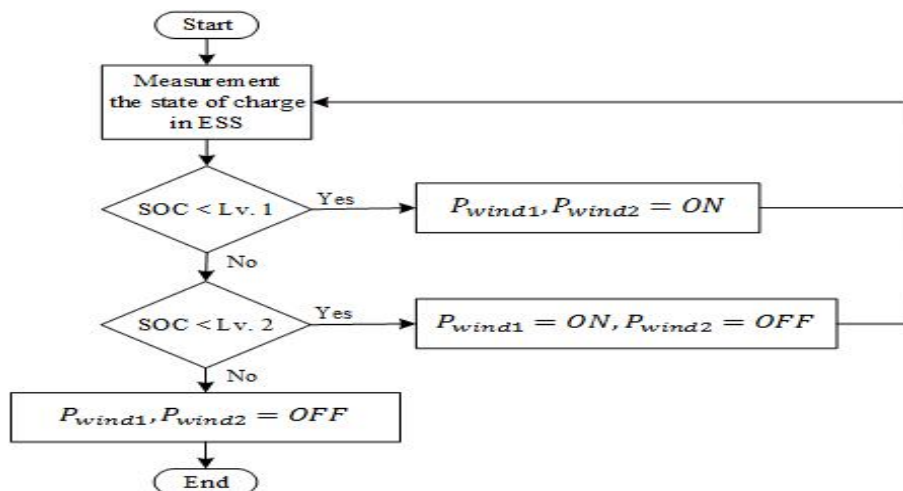 Start
Measurement
the state of charge
in ESS
SOC < Lv. 1
Yes
P_wind1, P_wind2 = ON
No
SOC < Lv. 2
Yes
P_wind1 = ON, P_wind2 = OFF
No
P_wind1, P_wind2 = OFF
End